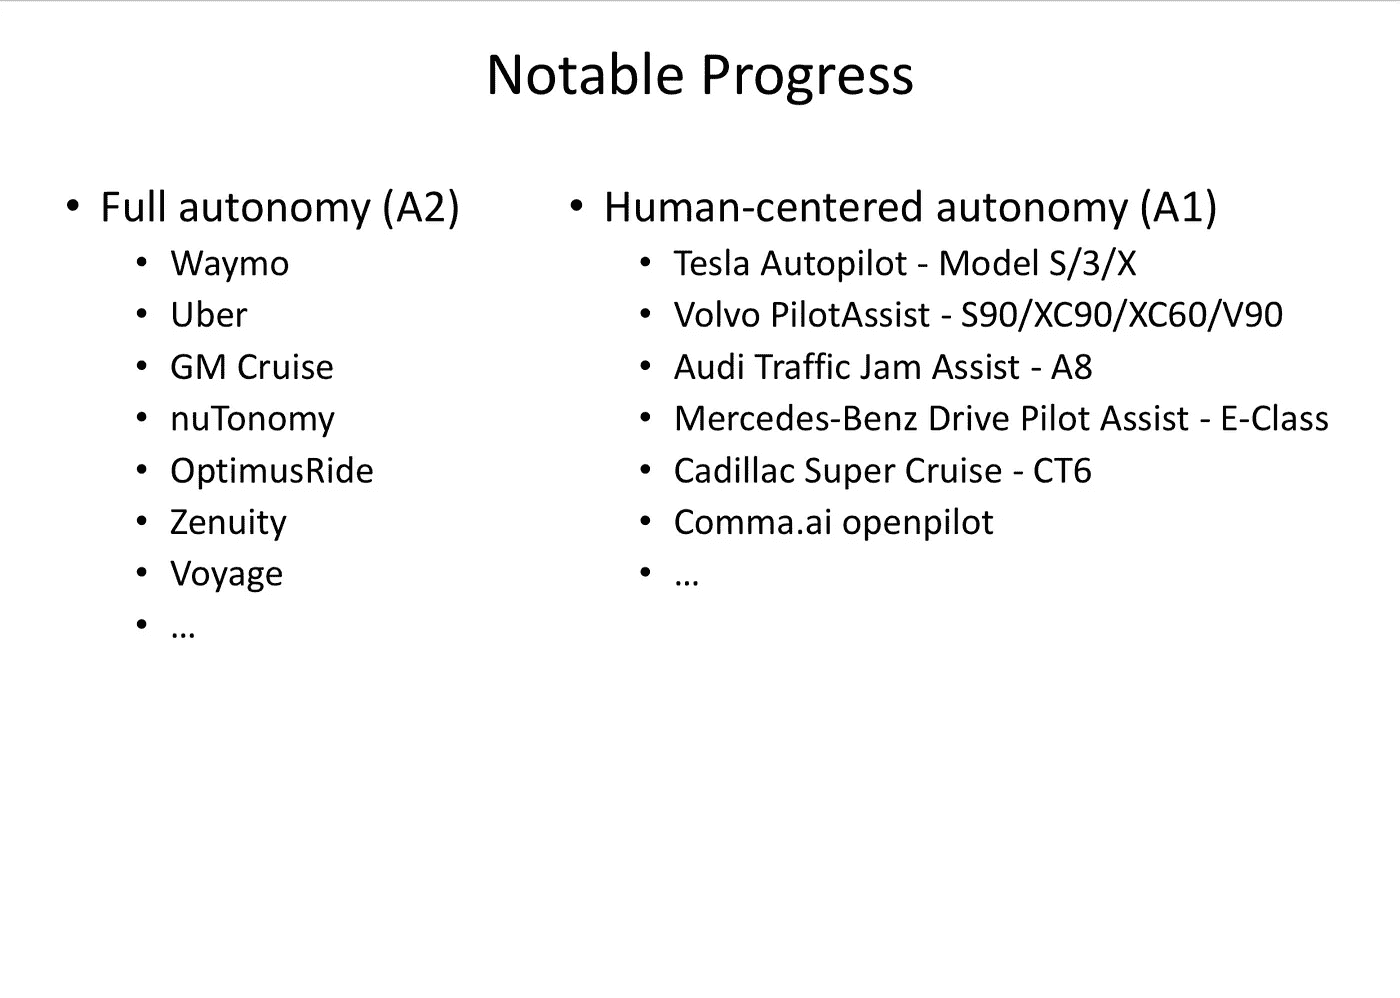 Notable Progress
• Full autonomy (A2)
• Waymo
• Uber
• GM Cruise
• nuTonomy
• OptimusRide
• Zenuity
• Voyage
• ...
• Human-centered autonomy (A1)
• Tesla Autopilot - Model S/3/X
• Volvo PilotAssist - S90/XC90/XC60/V90
• Audi Traffic Jam Assist - A8
• Mercedes-Benz Drive Pilot Assist - E-Class
• Cadillac Super Cruise - CT6
• Comma.ai openpilot
• ...